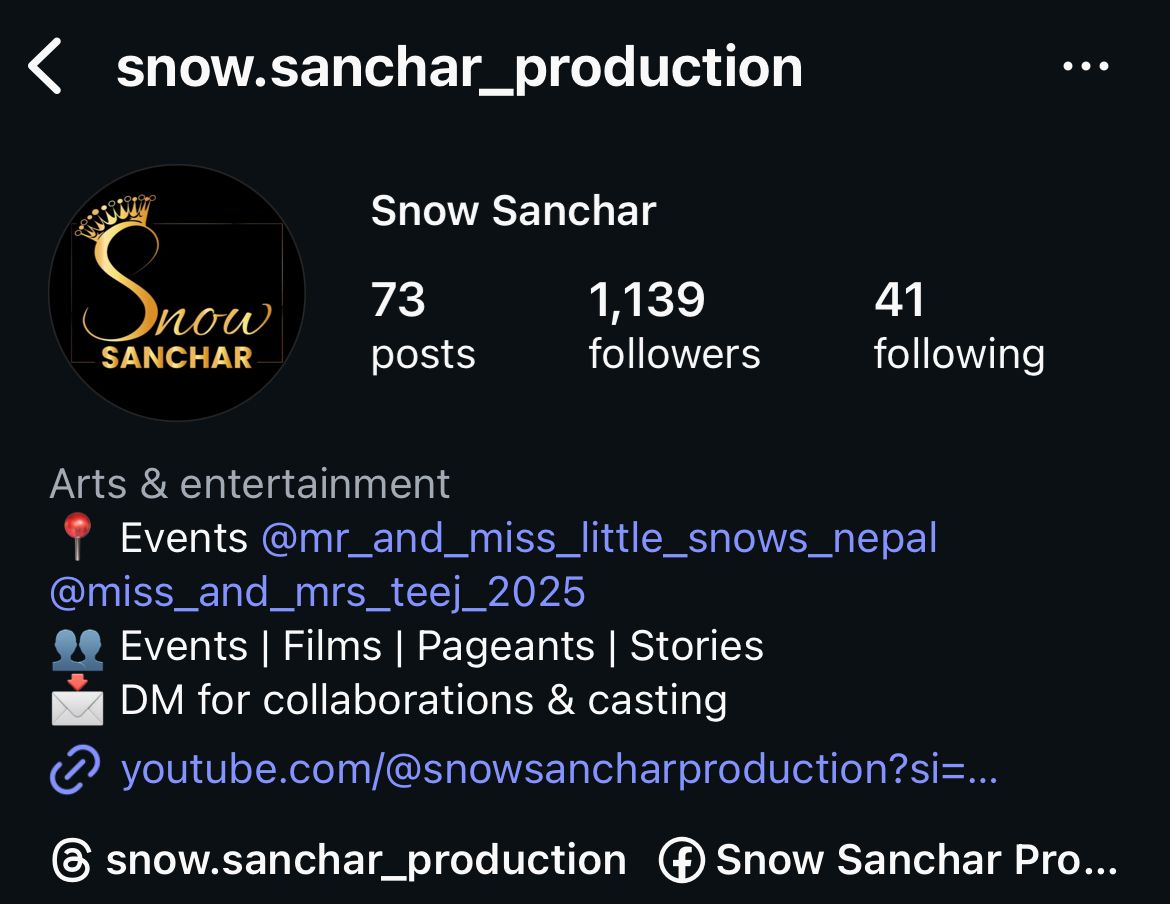 snow.sanchar_production
Snow
SANCHAR
Snow Sanchar
73 posts
1,139 followers
41 following
Arts & entertainment
📍 Events @mr_and_miss_little_snows_nepal
@miss_and_mrs_teej_2025
👥 Events | Films | Pageants | Stories
📩 DM for collaborations & casting
youtube.com/@snowsancharproduction?si=...
snow.sanchar_production
Snow Sanchar Pro...